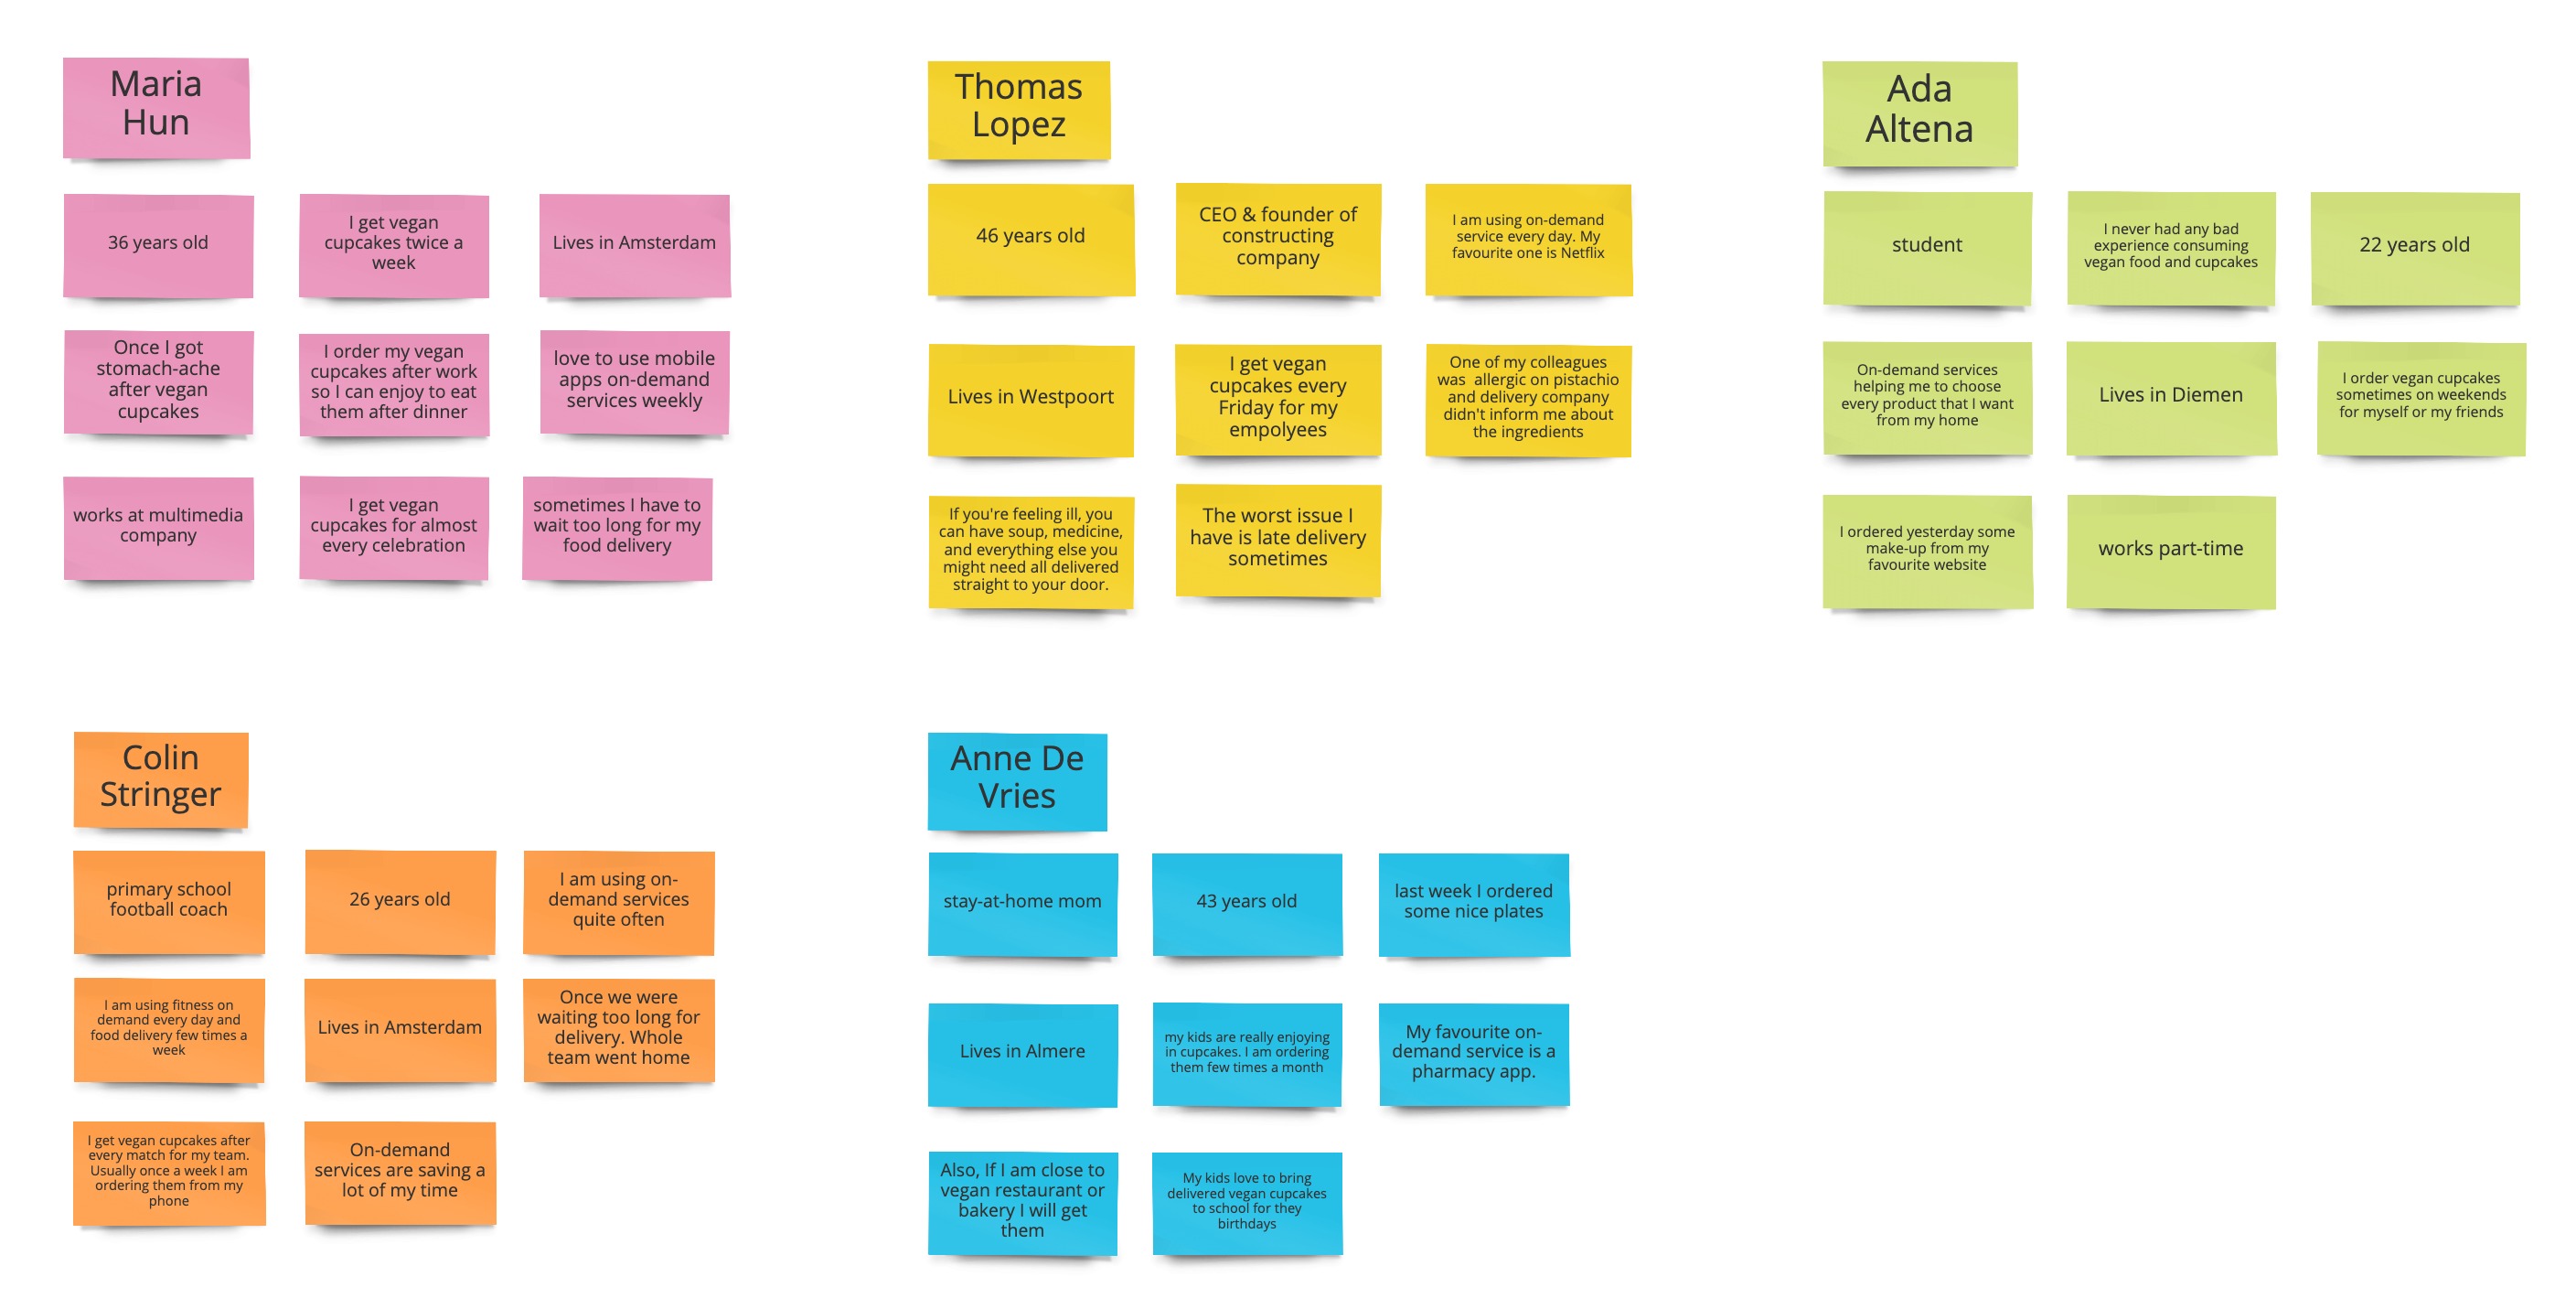 Maria
Hun
36 years old
I get vegan
cupcakes twice a
week
Lives in Amsterdam
Once I got
stomach-ache
after vegan
cupcakes
I order my vegan
cupcakes after work
so I can enjoy to eat
them after dinner
love to use mobile
apps on-demand
services weekly
works at multimedia
company
I get vegan
cupcakes for almost
every celebration
sometimes I have to
wait too long for my
food delivery
Thomas
Lopez
46 years old
CEO & founder of
constructing
company
I am using on-demand
service every day. My
favourite one is Netflix
Lives in Westpoort
I get vegan
cupcakes every
Friday for my
empolyees
One of my colleagues
was allergic on pistachio
and delivery company
didn't inform me about
the ingredients
If you're feeling ill, you
can have soup, medicine,
and everything else you
might need all delivered
straight to your door.
The worst issue I
have is late delivery
sometimes
Ada
Altena
student
I never had any bad
experience consuming
vegan food and cupcakes
22 years old
On-demand services
helping me to choose
every product that I want
from my home
Lives in Diemen
I order vegan cupcakes
sometimes on weekends
for myself or my friends
I ordered yesterday some
make-up from my
favourite website
works part-time
Colin
Stringer
primary school
football coach
26 years old
I am using on-
demand services
quite often
I am using fitness on
demand every day and
food delivery few times a
week
Lives in Amsterdam
Once we were
waiting too long for
delivery. Whole
team went home
I get vegan cupcakes after
every match for my team.
Usually once a week I am
ordering them from my
phone
On-demand
services are saving a
lot of my time
Anne De
Vries
stay-at-home mom
43 years old
last week I ordered
some nice plates
Lives in Almere
my kids are really enjoying
in cupcakes. I am ordering
them few times a month
My favourite on-
demand service is a
pharmacy app.
Also, If I am close to
vegan restaurant or
bakery I will get
them
My kids love to bring
delivered vegan cupcakes
to school for they
birthdays